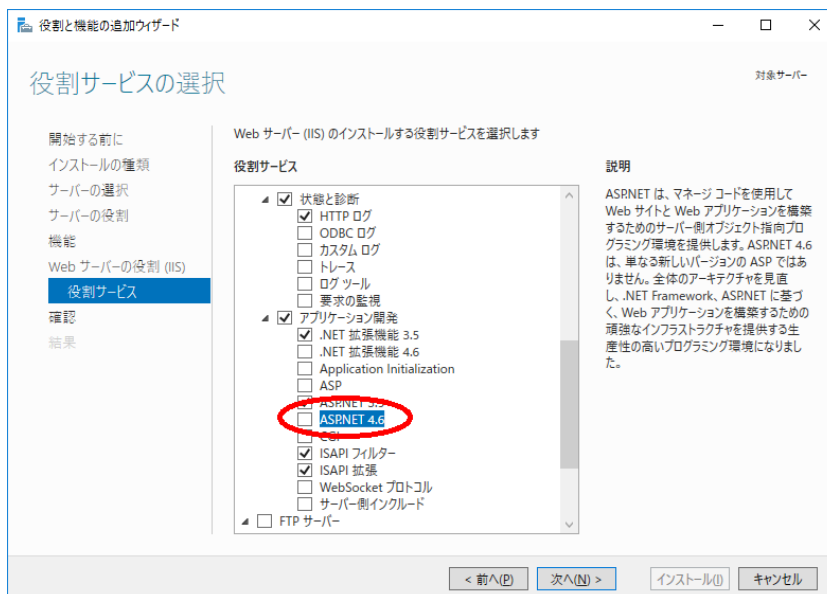 役割と機能の追加ウィザード
役割サービスの選択
対象サーバー
開始する前に
インストールの種類
サーバーの選択
サーバーの役割
機能
Web サーバーの役割 (IIS)
役割サービス
確認
結果
Web サーバー (IIS) のインストールする役割サービスを選択します
役割サービス
状態と診断
HTTP ログ
ODBC ログ
カスタム ログ
トレース
ログ ツール
要求の監視
アプリケーション開発
.NET 拡張機能 3.5
.NET 拡張機能 4.6
Application Initialization
ASP
ASP.NET 3.5
ASP.NET 4.6
CGI
ISAPI フィルター
ISAPI 拡張
WebSocket プロトコル
サーバー側インクルード
FTP サーバー
説明
ASP.NET は、マネージ コードを使用して
Web サイトと Web アプリケーションを構築
するためのサーバー側オブジェクト指向プロ
グラミング環境を提供します。ASP.NET 4.6
は、単なる新しいバージョンの ASP ではあ
りません。全体のアーキテクチャを見直
し、.NET Framework、ASP.NET に基づ
く、Web アプリケーションを構築するための
頑強なインフラストラクチャを提供する生
産性の高いプログラミング環境になりまし
た。
< 前へ(P)
次へ(N) >
インストール(I)
キャンセル